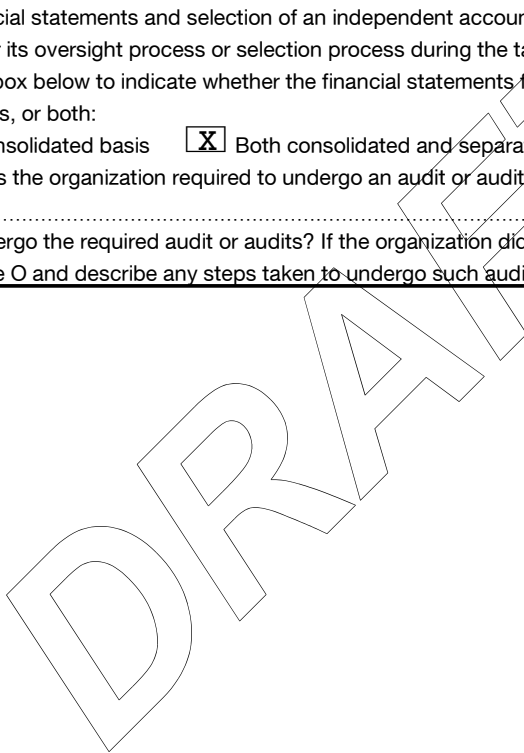 cial statements and selection of an independent accoun
r its oversight process or selection process during the ta
box below to indicate whether the financial statements f
s, or both:
nsolidated basis X Both consolidated and separa
s the organization required to undergo an audit or audit
ergo the required audit or audits? If the organization did
e O and describe any steps taken to undergo such audi
DRAF